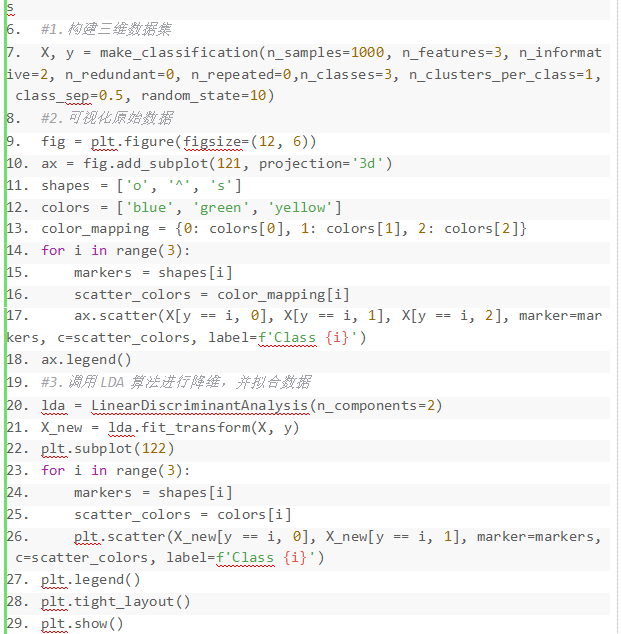 s
6. #1.构建三维数据集
7. X, y = make_classification(n_samples=1000, n_features=3, n_informat
ive=2, n_redundant=0, n_repeated=0,n_classes=3, n_clusters_per_class=1,
class_sep=0.5, random_state=10)
8. #2.可视化原始数据
9. fig = plt.figure(figsize=(12, 6))
10. ax = fig.add_subplot(121, projection='3d')
11. shapes = ['o', '^', 's']
12. colors = ['blue', 'green', 'yellow']
13. color_mapping = {0: colors[0], 1: colors[1], 2: colors[2]}
14. for i in range(3):
15.     markers = shapes[i]
16.     scatter_colors = color_mapping[i]
17.     ax.scatter(X[y == i, 0], X[y == i, 1], X[y == i, 2], marker=mar
kers, c=scatter_colors, label=f'Class {i}')
18. ax.legend()
19. #3.调用 LDA 算法进行降维，并拟合数据
20. lda = LinearDiscriminantAnalysis(n_components=2)
21. X_new = lda.fit_transform(X, y)
22. plt.subplot(122)
23. for i in range(3):
24.     markers = shapes[i]
25.     scatter_colors = colors[i]
26.     plt.scatter(X_new[y == i, 0], X_new[y == i, 1], marker=markers,
c=scatter_colors, label=f'Class {i}')
27. plt.legend()
28. plt.tight_layout()
29. plt.show()